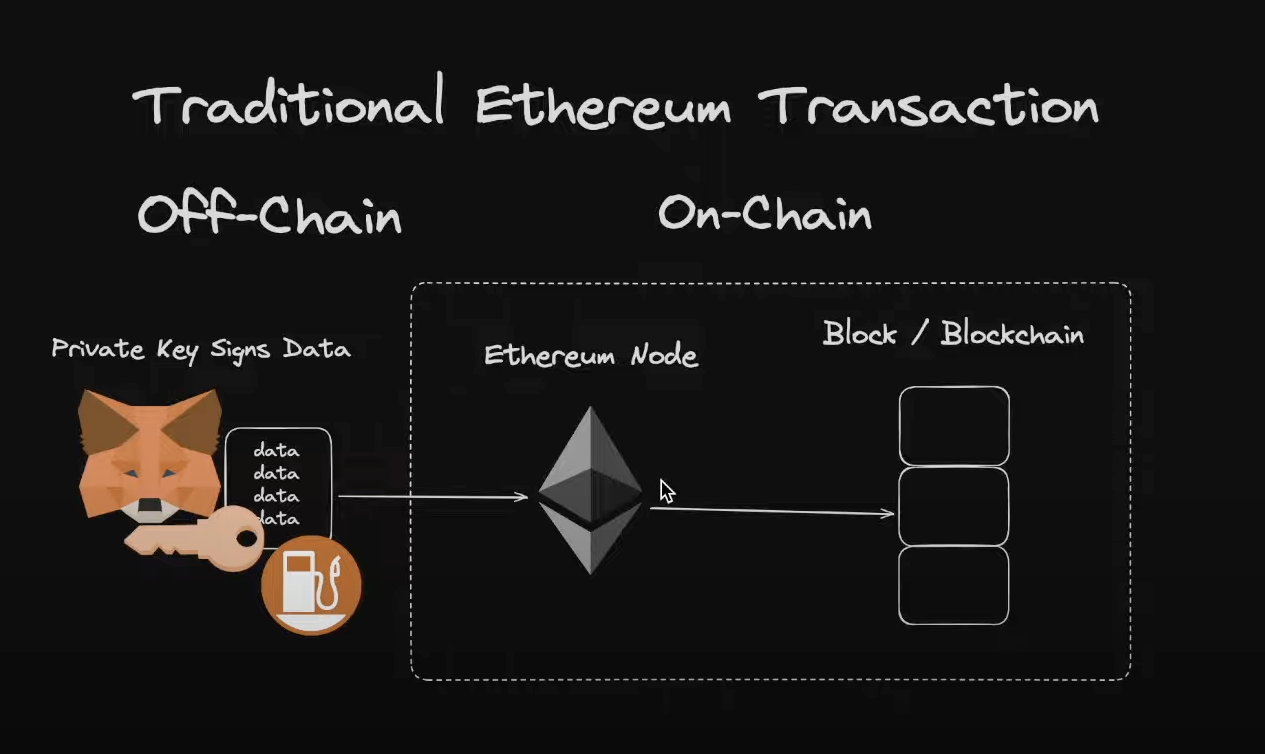 Traditional Ethereum Transaction
Off-Chain
On-Chain
Private Key Signs Data
Ethereum Node
Block / Blockchain
data
data
data
data